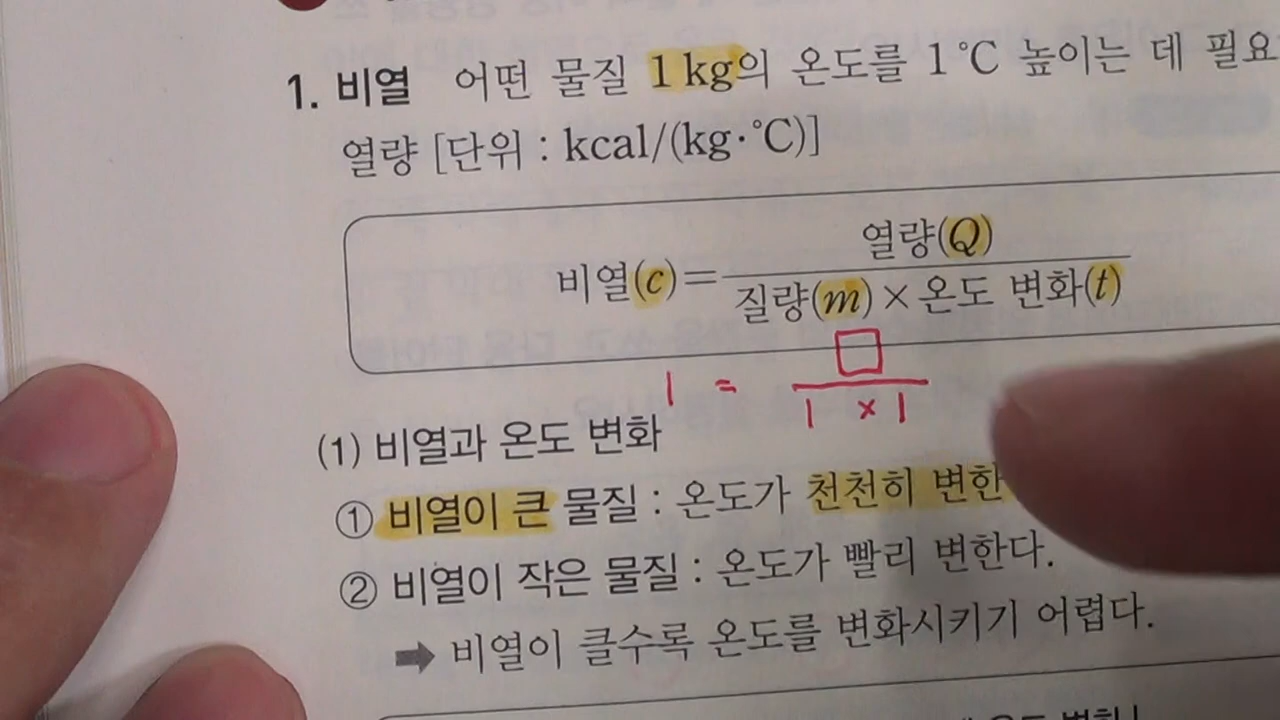 1. 비열 어떤 물질 1 kg의 온도를 1 ℃ 높이는 데 필요
열량 [단위 : kcal/(kg·℃)]
비열(c)= 열량(Q)
질량(m)×온도 변화(t)
1 = □
1 × 1
(1) 비열과 온도 변화
① 비열이 큰 물질 : 온도가 천천히 변한
② 비열이 작은 물질 : 온도가 빨리 변한다.
➡ 비열이 클수록 온도를 변화시키기 어렵다.